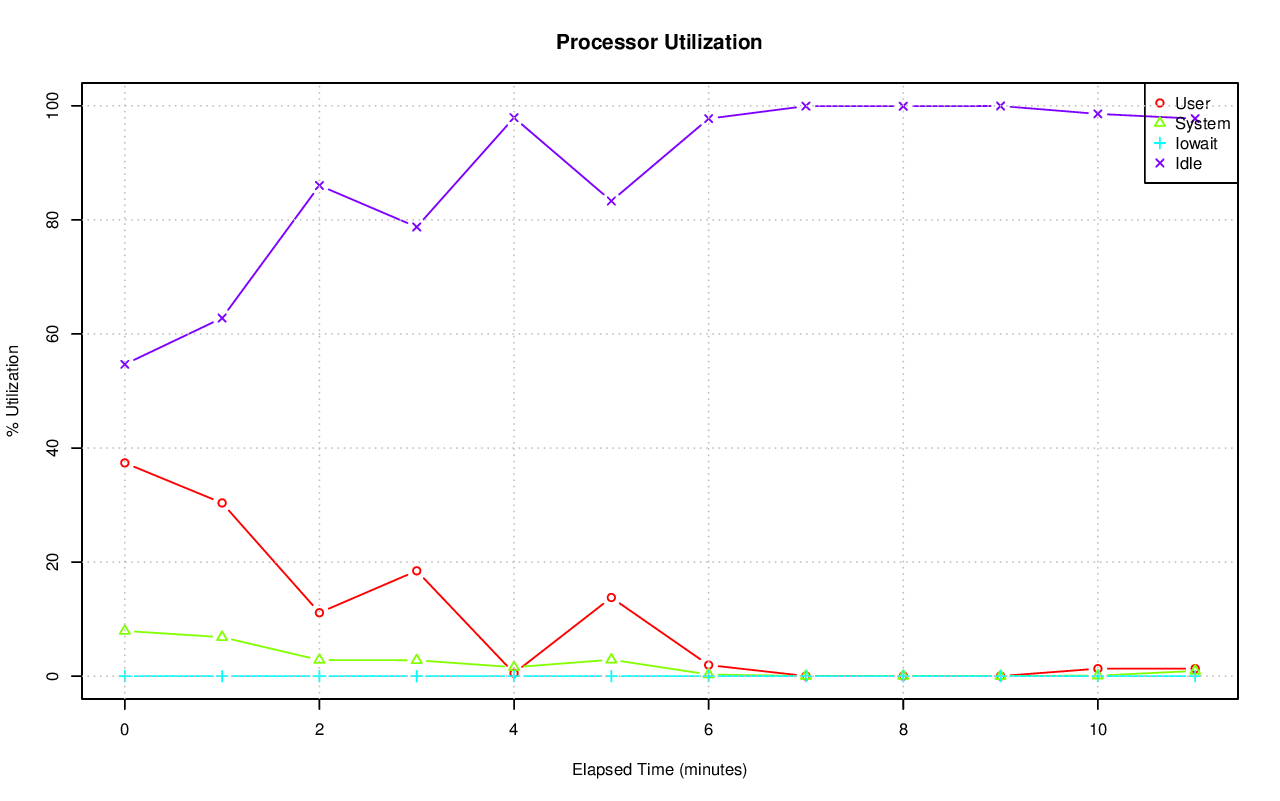 Processor Utilization
100
80
60
40
20
0
% Utilization
User
System
Iowait
Idle
0 2 4 6 8 10
Elapsed Time (minutes)